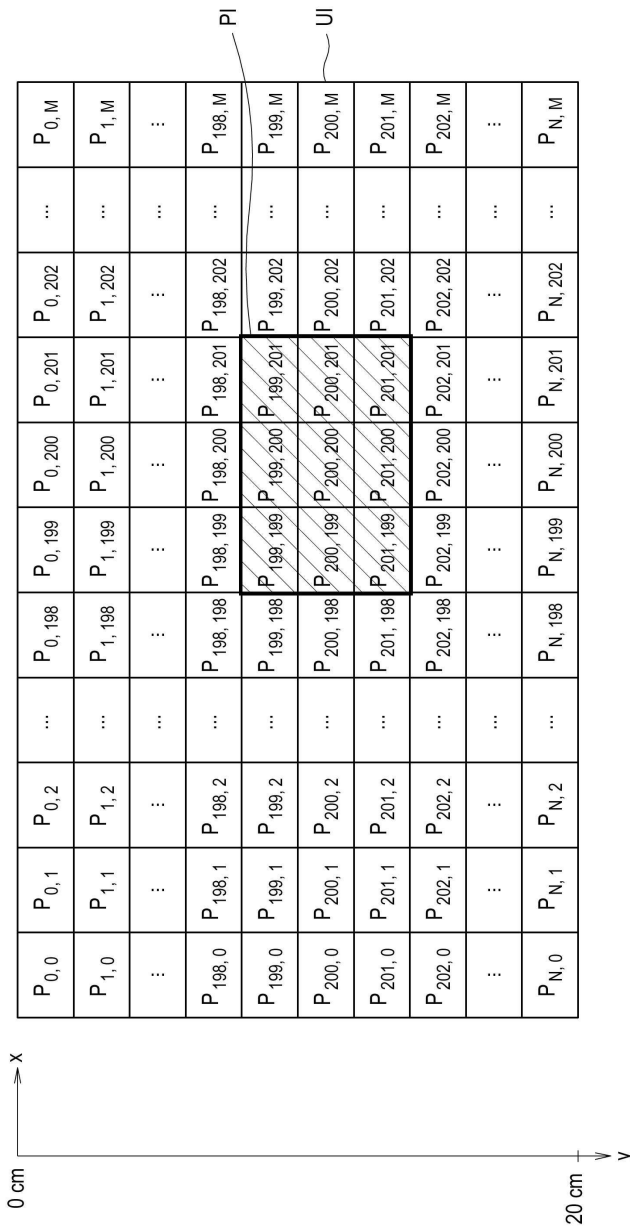 PI
UI
P0, 0 P0, 1 P0, 2 ... P0, 198 P0, 199 P0, 200 P0, 201 P0, 202 ... P0, M
P1, 0 P1, 1 P1, 2 ... P1, 198 P1, 199 P1, 200 P1, 201 P1, 202 ... P1, M
... ... ... ... ... ... ... ... ... ... ...
P198, 0 P198, 1 P198, 2 ... P198, 198 P198, 199 P198, 200 P198, 201 P198, 202 ... P198, M
P199, 0 P199, 1 P199, 2 ... P199, 198 P199, 199 P199, 200 P199, 201 P199, 202 ... P199, M
P200, 0 P200, 1 P200, 2 ... P200, 198 P200, 199 P200, 200 P200, 201 P200, 202 ... P200, M
P201, 0 P201, 1 P201, 2 ... P201, 198 P201, 199 P201, 200 P201, 201 P201, 202 ... P201, M
P202, 0 P202, 1 P202, 2 ... P202, 198 P202, 199 P202, 200 P202, 201 P202, 202 ... P202, M
... ... ... ... ... ... ... ... ... ... ...
PN, 0 PN, 1 PN, 2 ... PN, 198 PN, 199 PN, 200 PN, 201 PN, 202 ... PN, M
0 cm
x
20 cm
v